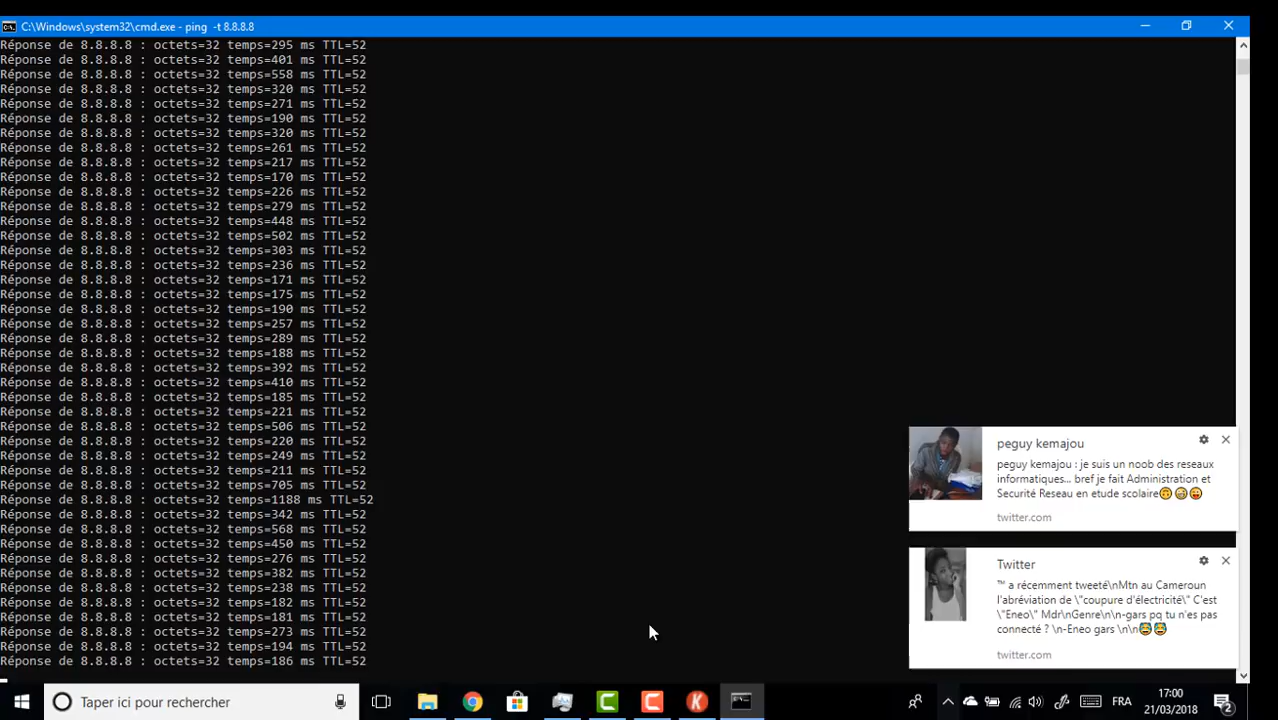 C:\Windows\system32\cmd.exe - ping  -t 8.8.8.8
Réponse de 8.8.8.8 : octets=32 temps=295 ms TTL=52
Réponse de 8.8.8.8 : octets=32 temps=401 ms TTL=52
Réponse de 8.8.8.8 : octets=32 temps=558 ms TTL=52
Réponse de 8.8.8.8 : octets=32 temps=320 ms TTL=52
Réponse de 8.8.8.8 : octets=32 temps=271 ms TTL=52
Réponse de 8.8.8.8 : octets=32 temps=190 ms TTL=52
Réponse de 8.8.8.8 : octets=32 temps=320 ms TTL=52
Réponse de 8.8.8.8 : octets=32 temps=261 ms TTL=52
Réponse de 8.8.8.8 : octets=32 temps=217 ms TTL=52
Réponse de 8.8.8.8 : octets=32 temps=170 ms TTL=52
Réponse de 8.8.8.8 : octets=32 temps=226 ms TTL=52
Réponse de 8.8.8.8 : octets=32 temps=279 ms TTL=52
Réponse de 8.8.8.8 : octets=32 temps=448 ms TTL=52
Réponse de 8.8.8.8 : octets=32 temps=502 ms TTL=52
Réponse de 8.8.8.8 : octets=32 temps=303 ms TTL=52
Réponse de 8.8.8.8 : octets=32 temps=236 ms TTL=52
Réponse de 8.8.8.8 : octets=32 temps=171 ms TTL=52
Réponse de 8.8.8.8 : octets=32 temps=175 ms TTL=52
Réponse de 8.8.8.8 : octets=32 temps=190 ms TTL=52
Réponse de 8.8.8.8 : octets=32 temps=257 ms TTL=52
Réponse de 8.8.8.8 : octets=32 temps=289 ms TTL=52
Réponse de 8.8.8.8 : octets=32 temps=188 ms TTL=52
Réponse de 8.8.8.8 : octets=32 temps=392 ms TTL=52
Réponse de 8.8.8.8 : octets=32 temps=410 ms TTL=52
Réponse de 8.8.8.8 : octets=32 temps=185 ms TTL=52
Réponse de 8.8.8.8 : octets=32 temps=221 ms TTL=52
Réponse de 8.8.8.8 : octets=32 temps=506 ms TTL=52
Réponse de 8.8.8.8 : octets=32 temps=220 ms TTL=52
Réponse de 8.8.8.8 : octets=32 temps=249 ms TTL=52
Réponse de 8.8.8.8 : octets=32 temps=211 ms TTL=52
Réponse de 8.8.8.8 : octets=32 temps=705 ms TTL=52
Réponse de 8.8.8.8 : octets=32 temps=1188 ms TTL=52
Réponse de 8.8.8.8 : octets=32 temps=342 ms TTL=52
Réponse de 8.8.8.8 : octets=32 temps=568 ms TTL=52
Réponse de 8.8.8.8 : octets=32 temps=450 ms TTL=52
Réponse de 8.8.8.8 : octets=32 temps=276 ms TTL=52
Réponse de 8.8.8.8 : octets=32 temps=382 ms TTL=52
Réponse de 8.8.8.8 : octets=32 temps=238 ms TTL=52
Réponse de 8.8.8.8 : octets=32 temps=182 ms TTL=52
Réponse de 8.8.8.8 : octets=32 temps=181 ms TTL=52
Réponse de 8.8.8.8 : octets=32 temps=273 ms TTL=52
Réponse de 8.8.8.8 : octets=32 temps=194 ms TTL=52
Réponse de 8.8.8.8 : octets=32 temps=186 ms TTL=52
peguy kemajou
peguy kemajou : je suis un noob des reseaux
informatiques... bref je fait Administration et
Securité Reseau en etude scolaire🙃🤣😜
twitter.com
Twitter
™ a récemment tweeté\nMtn au Cameroun
l'abréviation de \"coupure d'électricité\" C'est
\"Eneo\" Mdr\nGenre\n\n-gars pq tu n'es pas
connecté ? \n-Eneo gars \n\n😭😭
twitter.com
Taper ici pour rechercher
FRA
17:00
21/03/2018
2